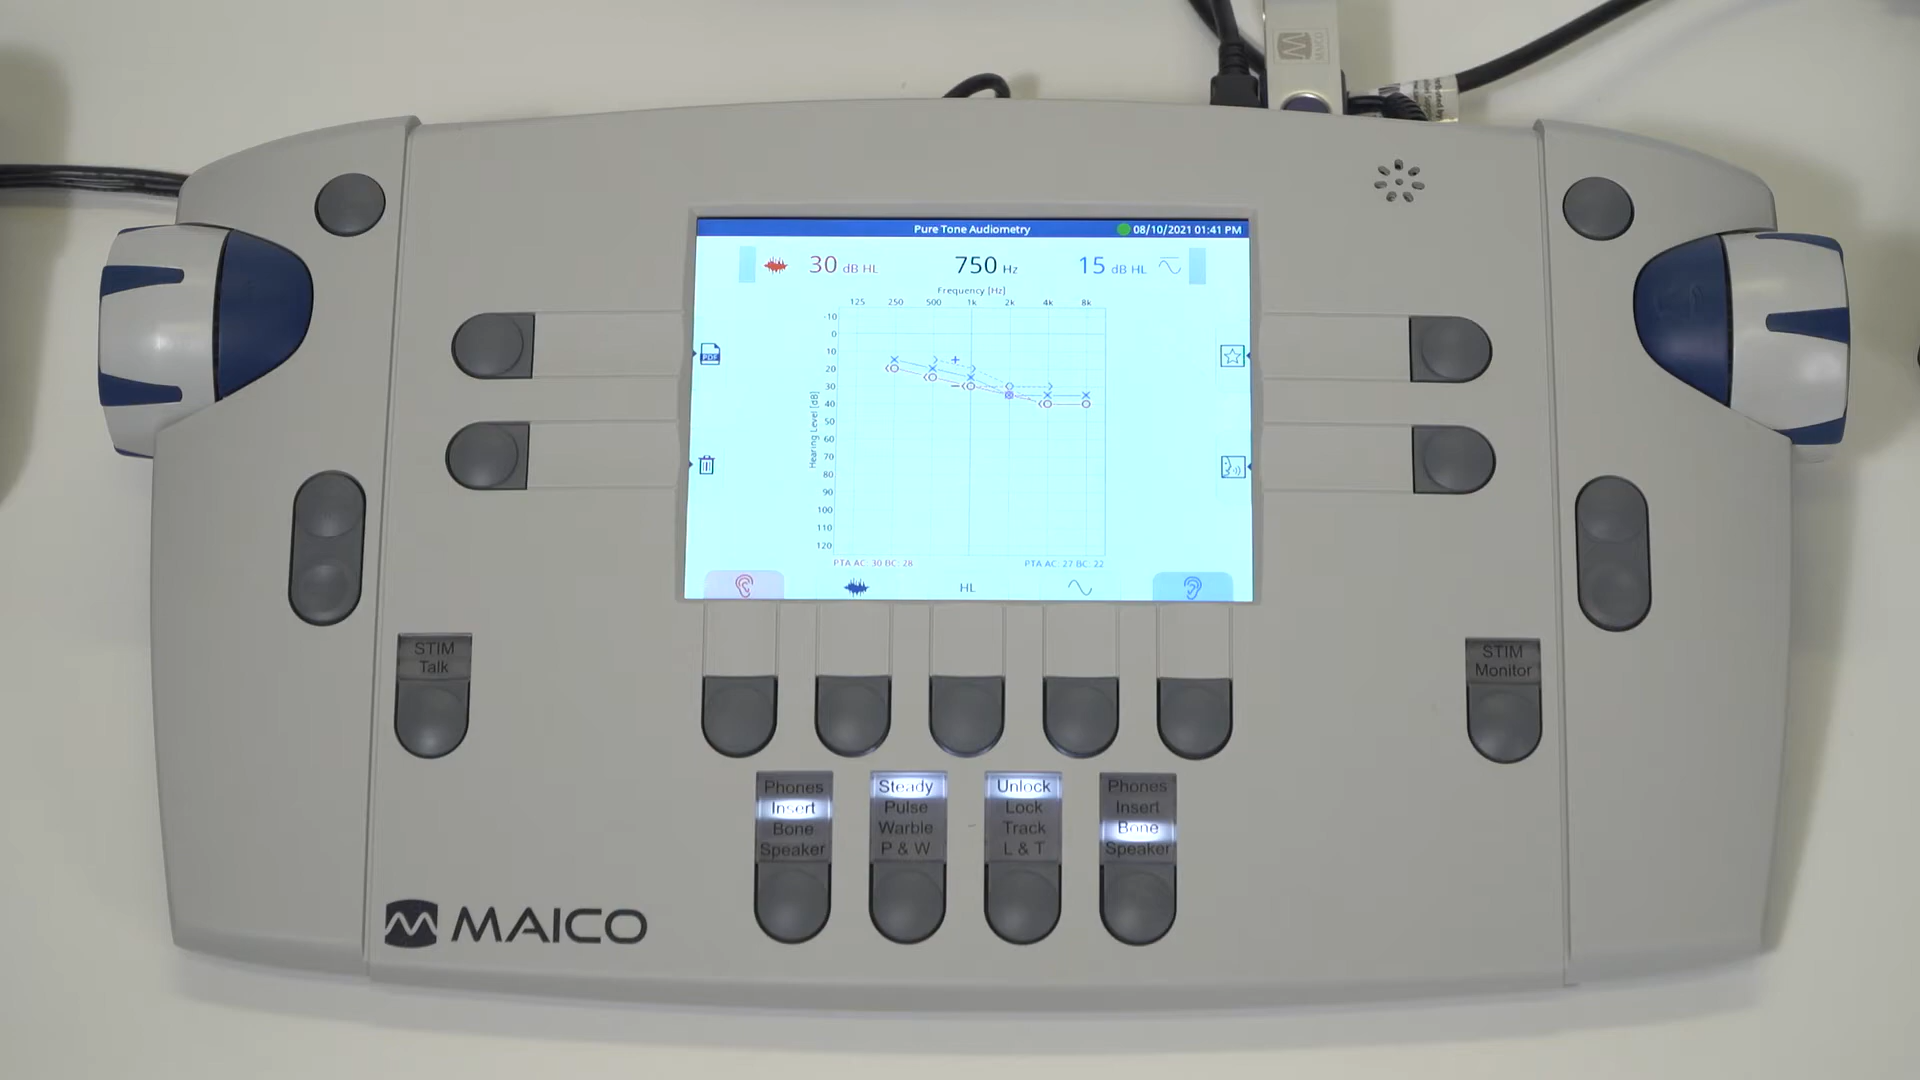 MAICO
Pure Tone Audiometry
08/10/2021 01:41 PM
30 dB HL
750 Hz
15 dB HL
Frequency [Hz]
125 250 500 1k 2k 4k 8k
-10
0
10
20
30
40
50
60
70
80
90
100
110
120
Hearing Level [dB]
PDF
PTA AC: 30 BC: 28
PTA AC: 27 BC: 22
HL
STIM
Talk
STIM
Monitor
Phones
Insert
Bone
Speaker
Steady
Pulse
Warble
P & W
Unlock
Lock
Track
L & T
Phones
Insert
Bone
Speaker
MAICO